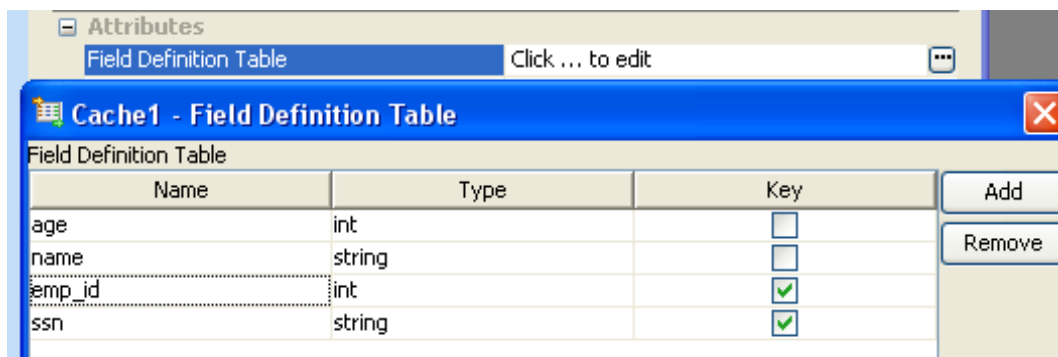 Attributes
Field Definition Table Click ... to edit
Cache1 - Field Definition Table
Field Definition Table
Name Type Key Add
age int
name string Remove
emp_id int
ssn string